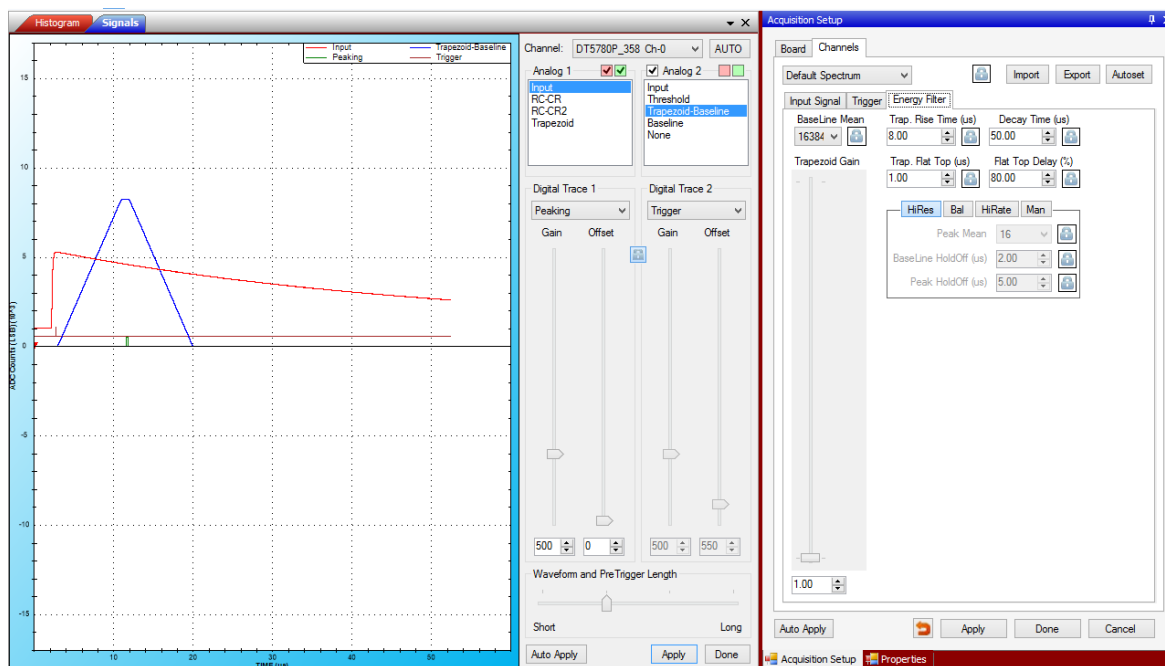 Histogram
Signals
Input
Trapezoid-Baseline
Peaking
Trigger
15
10
5
0
-5
-10
-15
ADC Counts (LSB)(10^3)
10
20
30
40
50
TIME (us)
Channel:
DT5780P_358 Ch-0
AUTO
Analog 1
Analog 2
Input
RC-CR
RC-CR2
Trapezoid
Input
Threshold
Trapezoid-Baseline
Baseline
None
Digital Trace 1
Digital Trace 2
Peaking
Trigger
Gain
Offset
Gain
Offset
500
0
500
550
Waveform and PreTrigger Length
Short
Long
Auto Apply
Apply
Done
Acquisition Setup
Board
Channels
Default Spectrum
Import
Export
Autoset
Input Signal
Trigger
Energy Filter
BaseLine Mean
Trap. Rise Time (us)
Decay Time (us)
16384
8.00
50.00
Trapezoid Gain
Trap. Flat Top (us)
Flat Top Delay (%)
1.00
80.00
HiRes
Bal
HiRate
Man
Peak Mean
16
BaseLine HoldOff (us)
2.00
Peak HoldOff (us)
5.00
1.00
Auto Apply
Apply
Done
Cancel
Acquisition Setup
Properties